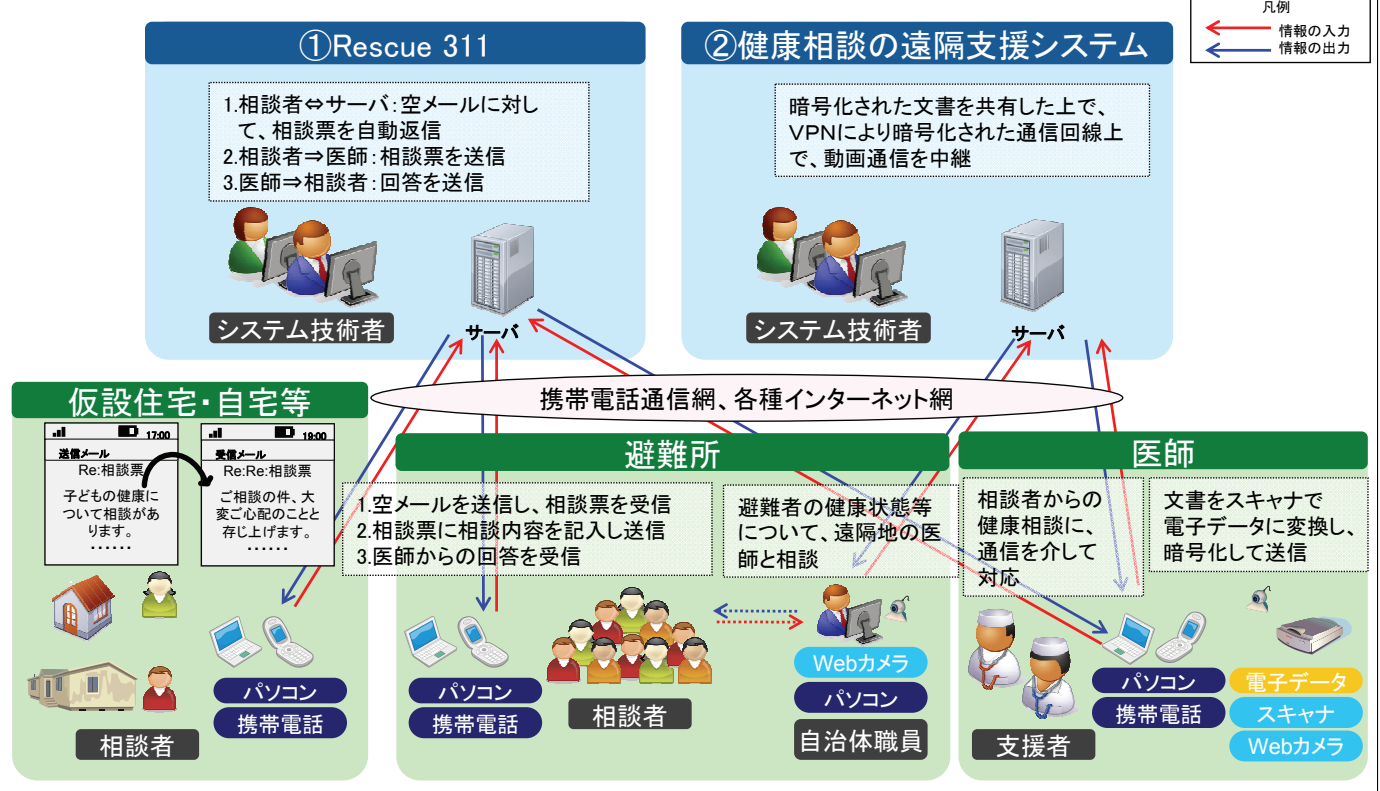 凡例
情報の入力
情報の出力
①Rescue 311
1.相談者⇔サーバ：空メールに対し
て、相談票を自動返信
2.相談者⇒医師：相談票を送信
3.医師⇒相談者：回答を送信
システム技術者
サーバ
②健康相談の遠隔支援システム
暗号化された文書を共有した上で、
VPNにより暗号化された通信回線上
で、動画通信を中継
システム技術者
サーバ
携帯電話通信網、各種インターネット網
仮設住宅・自宅等
17:00
送信メール
Re:相談票
子どもの健康に
ついて相談があ
ります。
・・・・・・
19:00
受信メール
Re:Re:相談票
ご相談の件、大
変ご心配のことと
存じ上げます。
・・・・・・
パソコン
携帯電話
相談者
避難所
1.空メールを送信し、相談票を受信
2.相談票に相談内容を記入し送信
3.医師からの回答を受信
避難者の健康状態等
について、遠隔地の医
師と相談
パソコン
携帯電話
相談者
Webカメラ
パソコン
自治体職員
医師
相談者からの
健康相談に、
通信を介して
対応
文書をスキャナで
電子データに変換し、
暗号化して送信
支援者
パソコン
携帯電話
電子データ
スキャナ
Webカメラ